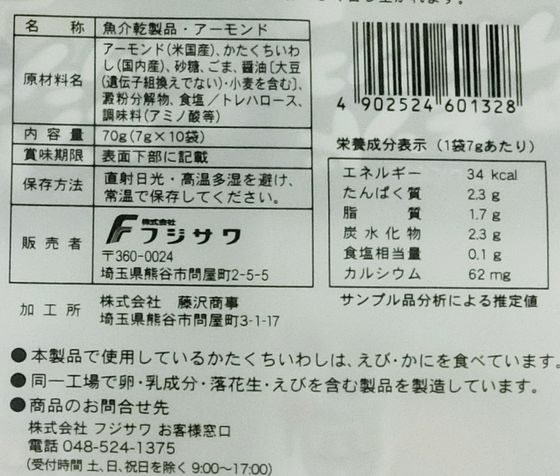 名称 魚介乾製品・アーモンド
原材料名 アーモンド(米国産)、かたくちいわ
し(国内産)、砂糖、ごま、醤油〔大豆
(遺伝子組換えでない)・小麦を含む〕、
澱粉分解物、食塩／トレハロース、
調味料(アミノ酸等)
内容量 70g(7g×10袋)
賞味期限 表面下部に記載
保存方法 直射日光・高温多湿を避け、
常温で保存してください。
販売者 株式会社
フジサワ
〒360-0024
埼玉県熊谷市問屋町2-5-5
加工所 株式会社 藤沢商事
埼玉県熊谷市問屋町3-1-17
4 902524 601328
栄養成分表示 (1袋7gあたり)
エネルギー 34 kcal
たんぱく質 2.3 g
脂質 1.7 g
炭水化物 2.3 g
食塩相当量 0.1 g
カルシウム 62 mg
サンプル品分析による推定値
●本製品で使用しているかたくちいわしは、えび・かにを食べています。
●同一工場で卵・乳成分・落花生・えびを含む製品を製造しています。
●商品のお問合せ先
株式会社 フジサワ お客様窓口
電話 048-524-1375
(受付時間 土、日、祝日を除く 9:00〜17:00)